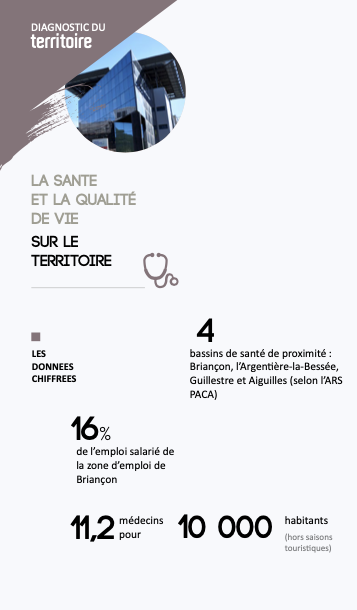 DIAGNOSTIC DU
territoire
LA SANTE
ET LA QUALITÉ
DE VIE
SUR LE
TERRITOIRE
LES
DONNEES
CHIFFREES
4
bassins de santé de proximité :
Briançon, l'Argentière-la-Bessée,
Guillestre et Aiguilles (selon l'ARS
PACA)
16%
de l'emploi salarié de
la zone d'emploi de
Briançon
11,2 médecins
pour
10 000 habitants
(hors saisons
touristiques)